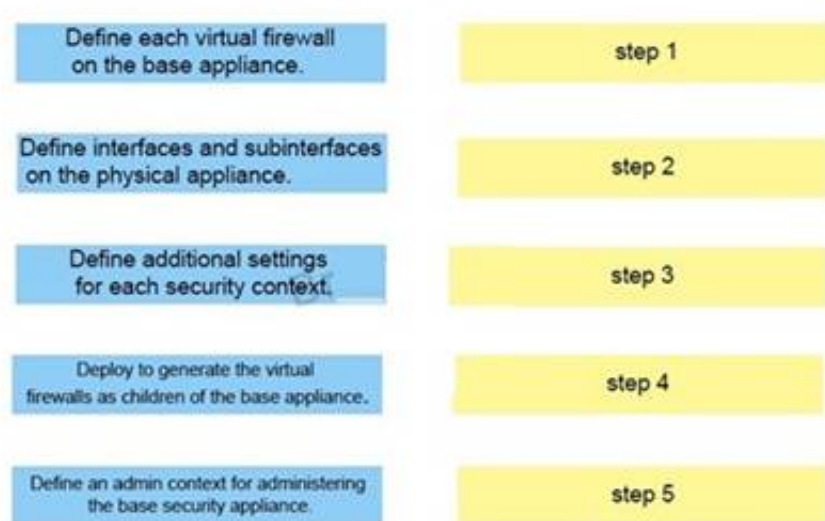 Define each virtual firewall
on the base appliance.
step 1
Define interfaces and subinterfaces
on the physical appliance.
step 2
Define additional settings
for each security context.
step 3
Deploy to generate the virtual
firewalls as children of the base appliance.
step 4
Define an admin context for administering
the base security appliance.
step 5